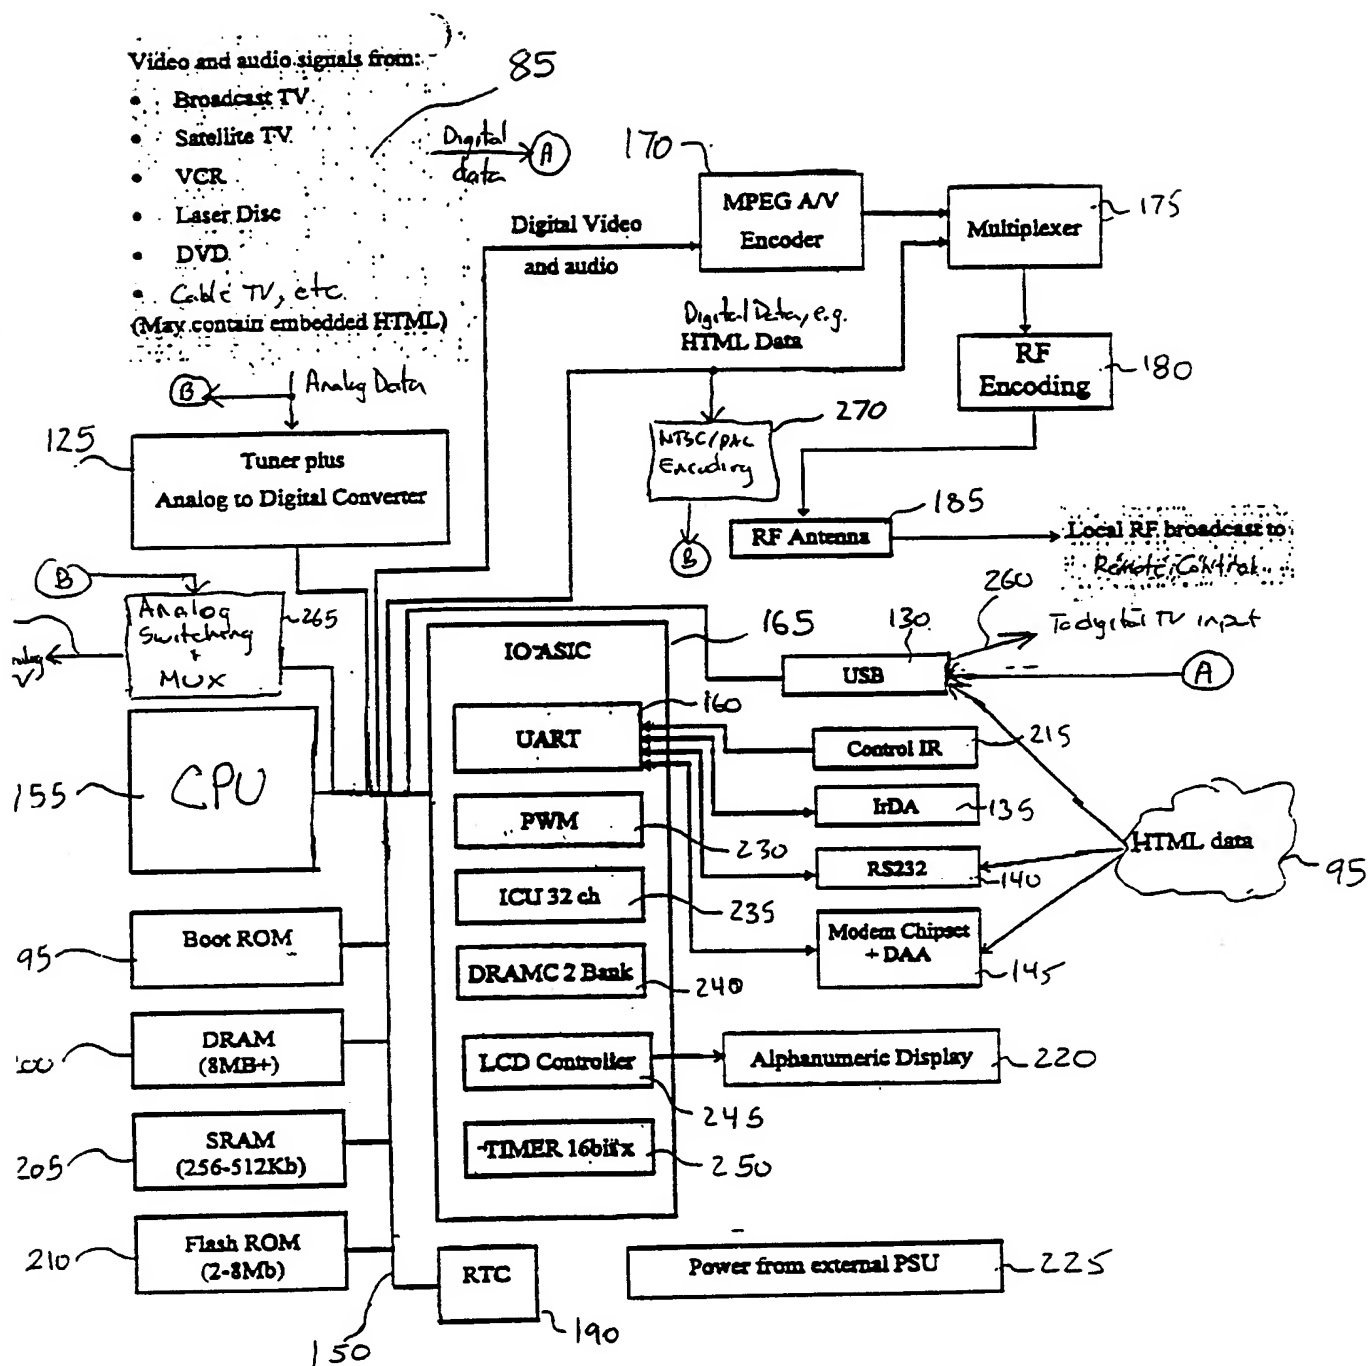 Video and audio signals from:
• Broadcast TV
• Satellite TV
• VCR
• Laser Disc
• DVD
• Cable TV, etc.
(May contain embedded HTML)
85
Digital
data
A
170
MPEG A/V
Encoder
Multiplexer
175
Digital Video
and audio
Digital Data, e.g.
HTML Data
RF
Encoding
180
B
Analog Data
125
Tuner plus
Analog to Digital Converter
270
NTSC/PAL
Encoding
B
185
RF Antenna
Local RF broadcast to
Remote Control
B
Analog
Switching
+
MUX
265
165
IO ASIC
130
USB
260
To digital TV input
A
160
UART
Control IR
215
155
CPU
PWM
230
IrDA
135
RS232
140
HTML data
95
ICU 32 ch
235
Modem Chipset
+ DAA
145
95
Boot ROM
DRAMC 2 Bank
240
00
DRAM
(8MB+)
LCD Controller
245
Alphanumeric Display
220
205
SRAM
(256-512Kb)
TIMER 16bit x
250
210
Flash ROM
(2-8Mb)
RTC
190
Power from external PSU
225
150